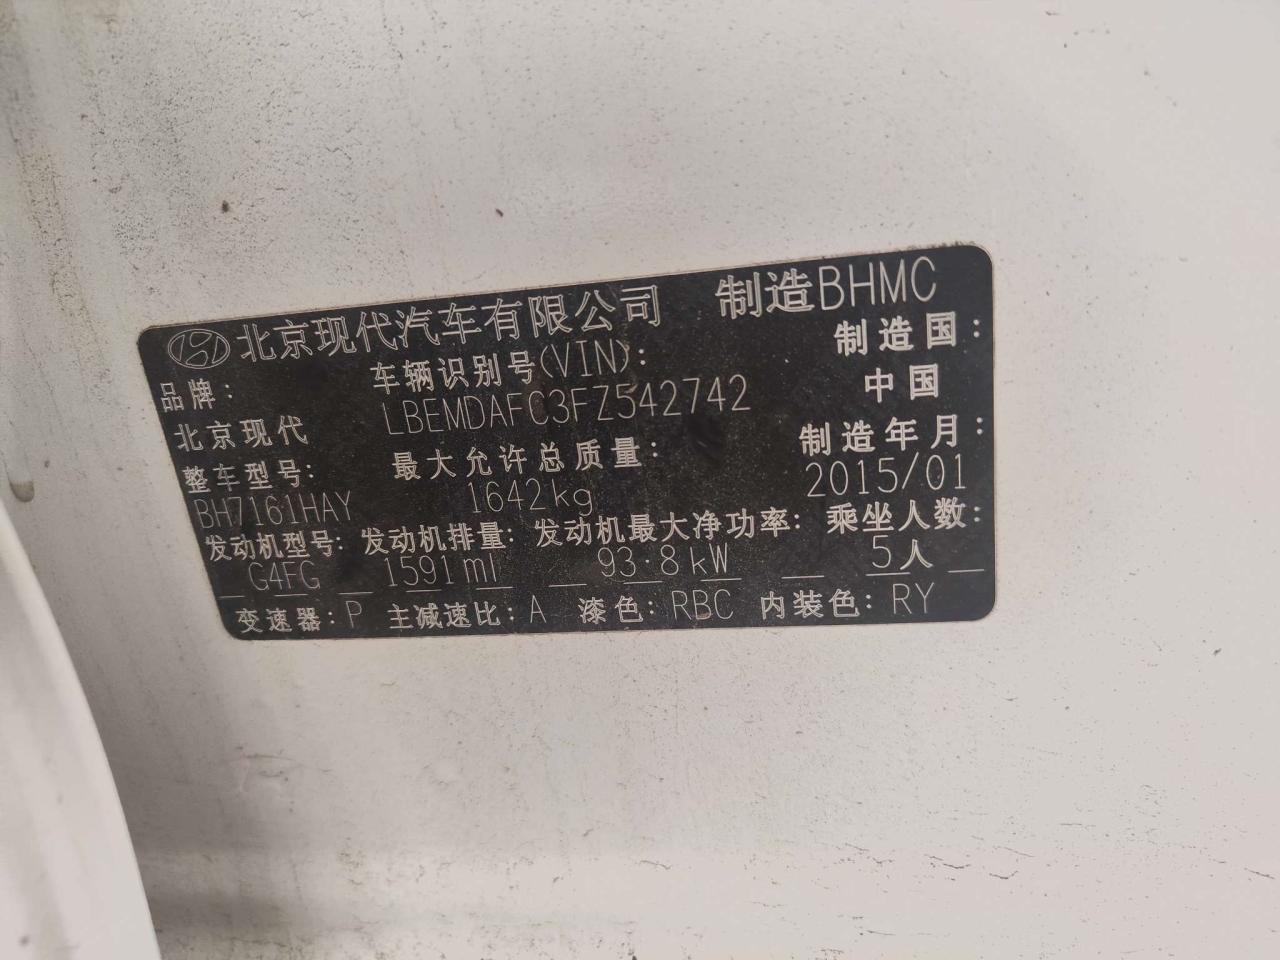 北京现代汽车有限公司 制造BHMC
品牌: 车辆识别号(VIN): 制造国:
北京现代 LBEMDAFC3FZ542742 中国
整车型号: 最大允许总质量: 制造年月:
BH7161HAY 1642kg 2015/01
发动机型号: 发动机排量: 发动机最大净功率: 乘坐人数:
G4FG 1591ml 93.8kW 5人
变速器: P 主减速比: A 漆色: RBC 内装色: RY